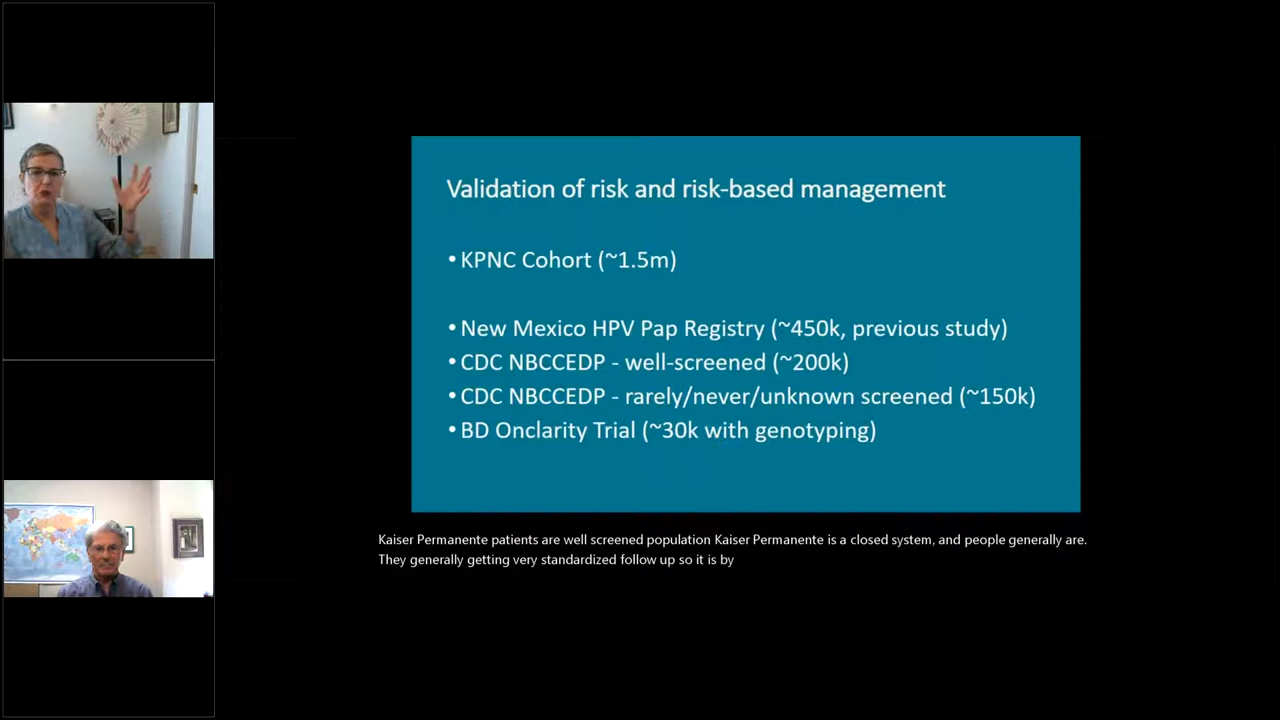 Validation of risk and risk-based management
• KPNC Cohort (~1.5m)
• New Mexico HPV Pap Registry (~450k, previous study)
• CDC NBCCEDP - well-screened (~200k)
• CDC NBCCEDP - rarely/never/unknown screened (~150k)
• BD Onclarity Trial (~30k with genotyping)
Kaiser Permanente patients are well screened population Kaiser Permanente is a closed system, and people generally are.
They generally getting very standardized follow up so it is by